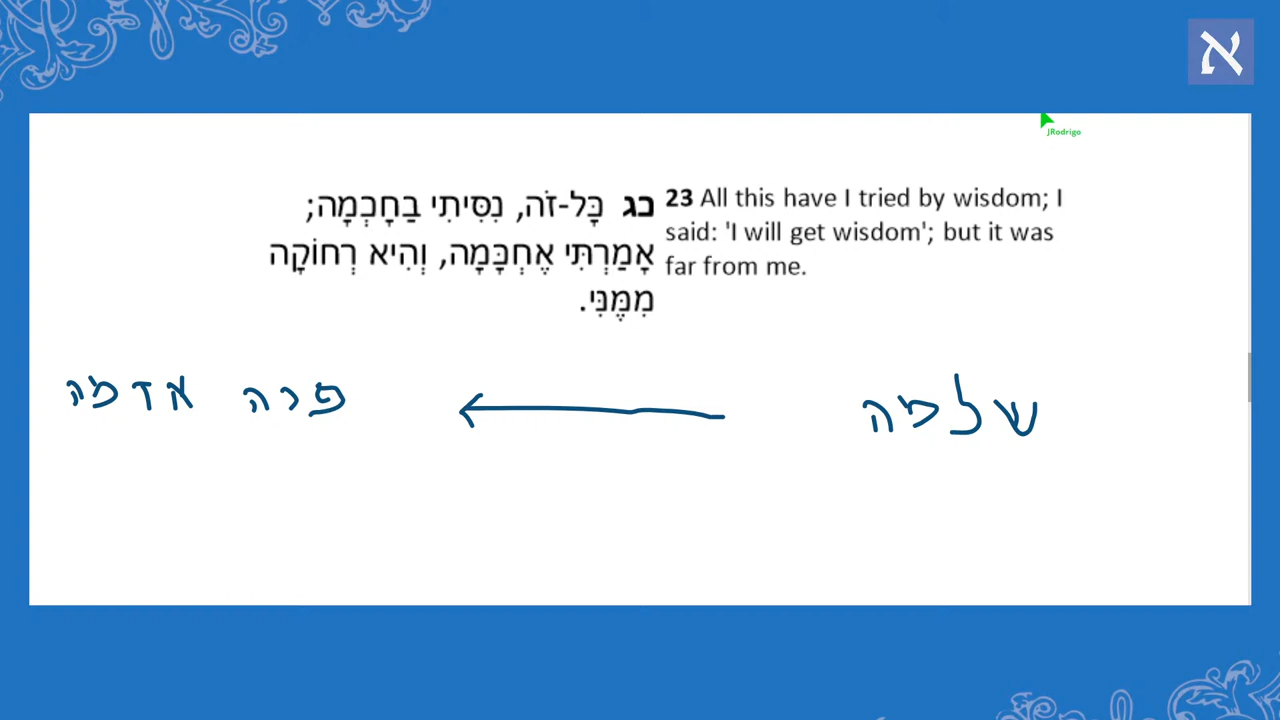 א
JRodrigo
כג כָּל-זֹה, נִסִּיתִי בַחָכְמָה;
אָמַרְתִּי אֶחְכָּמָה, וְהִיא רְחוֹקָה
מִמֶּנִּי.
23 All this have I tried by wisdom; I
said: 'I will get wisdom'; but it was
far from me.
שלמה
פרה אדמה